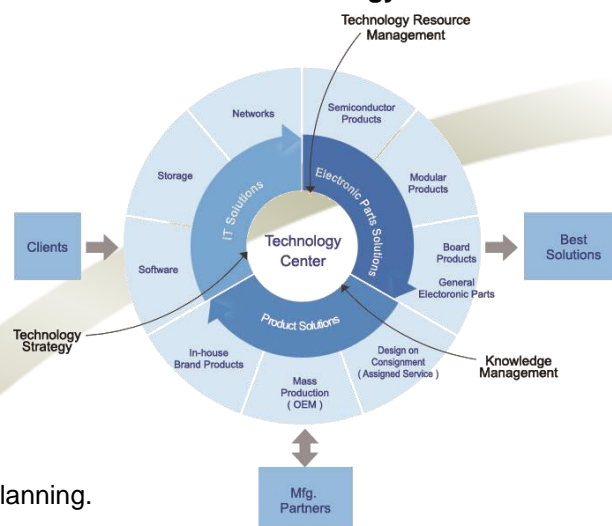 Technology Resource
Management
Networks
Semiconductor
Products
Storage
Modular
Products
IT Solutions
Electronic Parts Solutions
Clients
Technology
Center
Board
Products
Best
Solutions
Software
General
Electoronic Parts
Product Solutions
Technology
Strategy
In-house
Brand Products
Design on
Consignment
( Assigned Service )
Knowledge
Management
Mass
Production
( OEM )
Mfg.
Partners